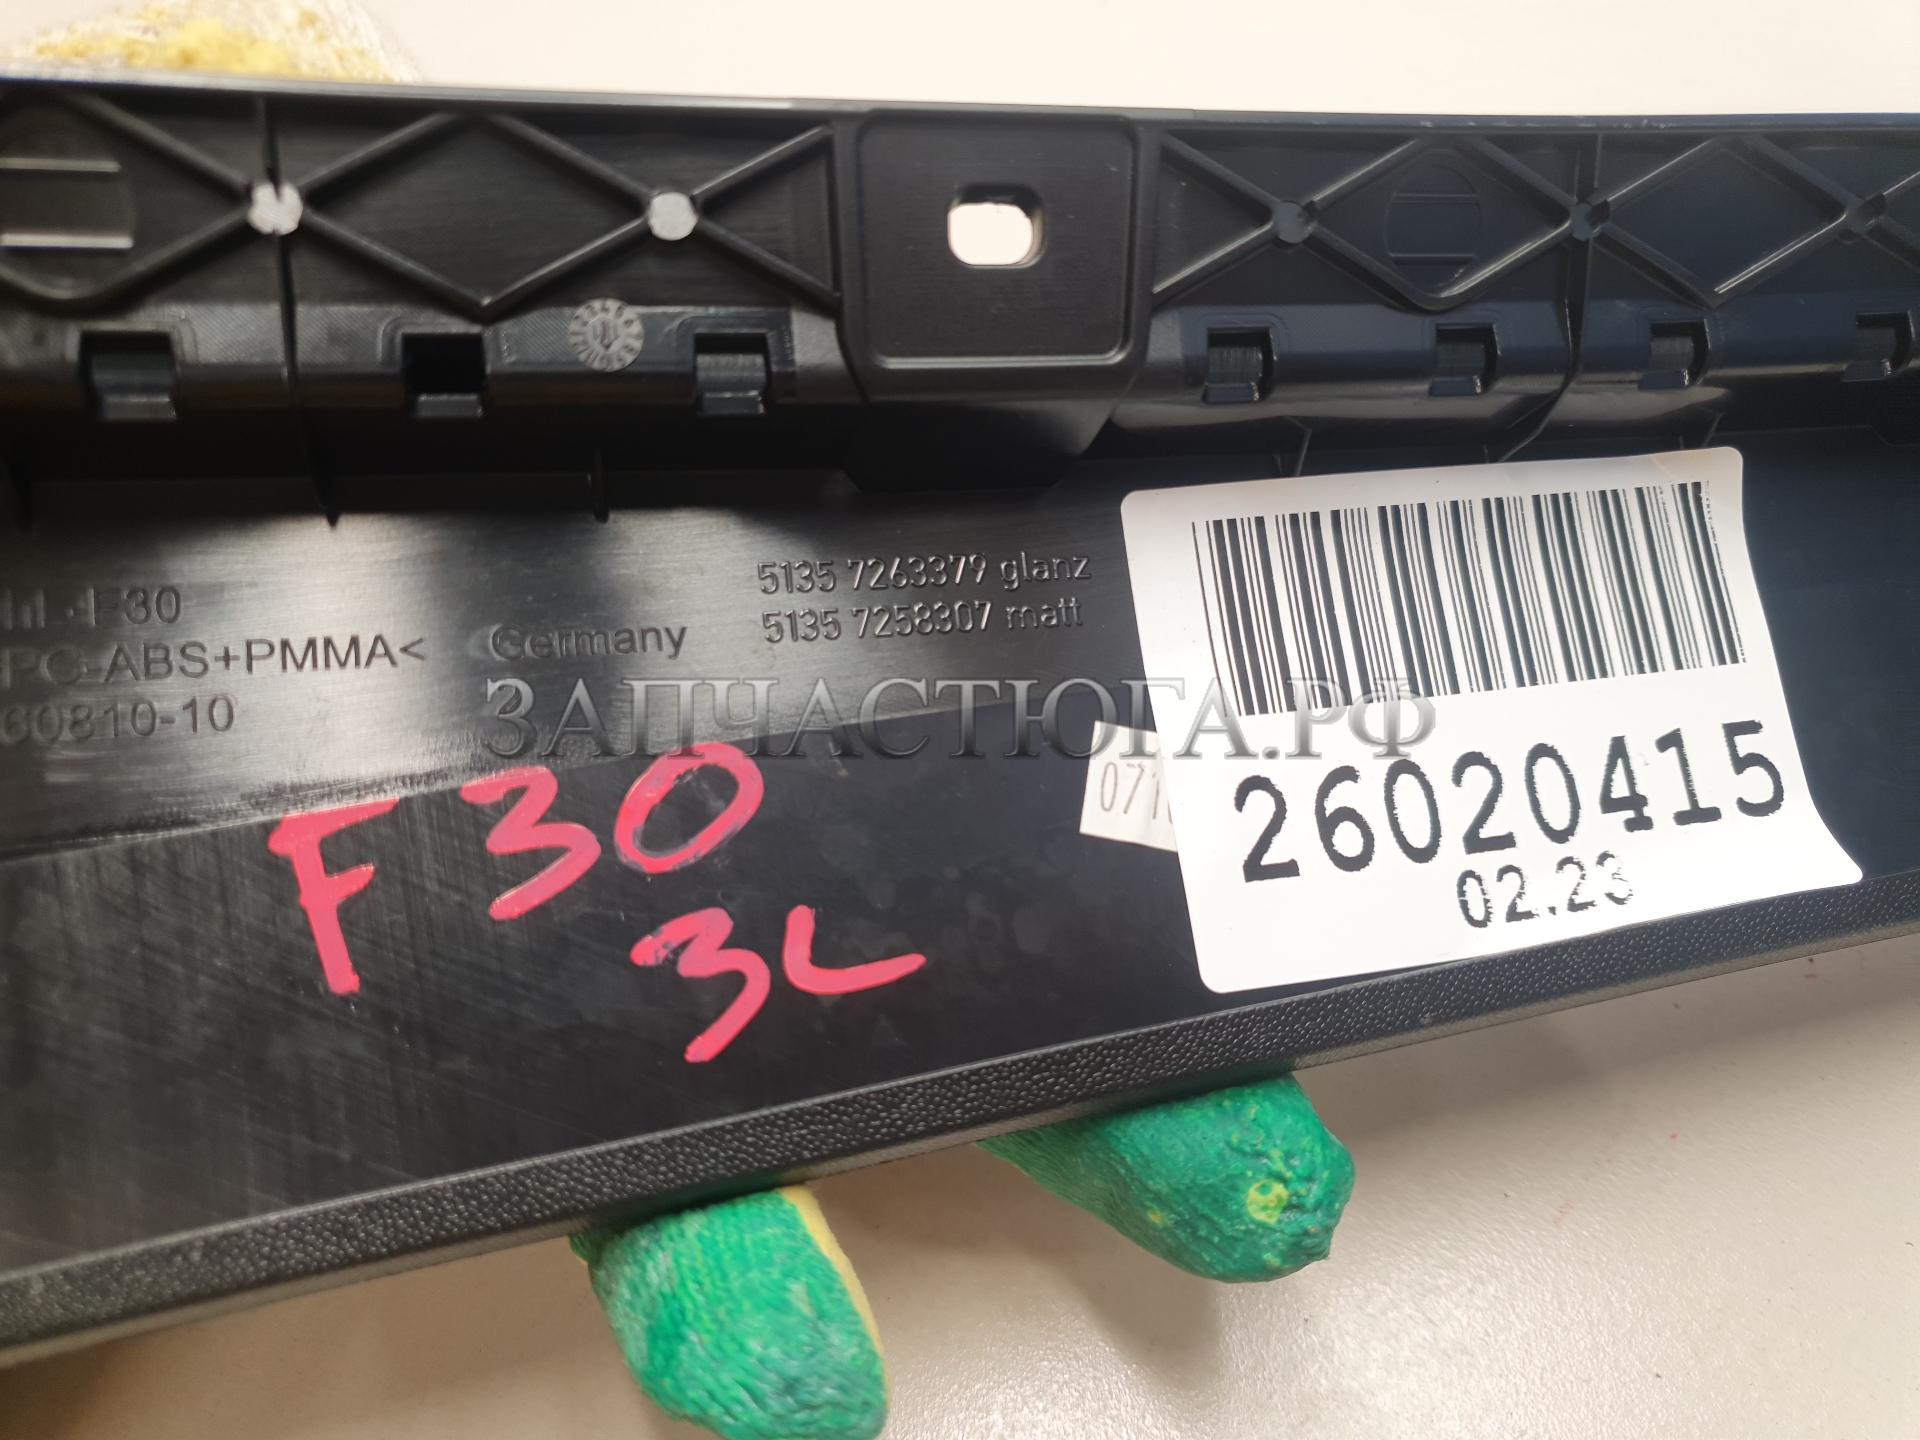 F30
PC-ABS+PMMA<
60810-10
Germany
5135 7263379 glanz
5135 7258307 matt
ЗАПЧАСТЮГА.РФ
F30
3L
071
26020415
02.23